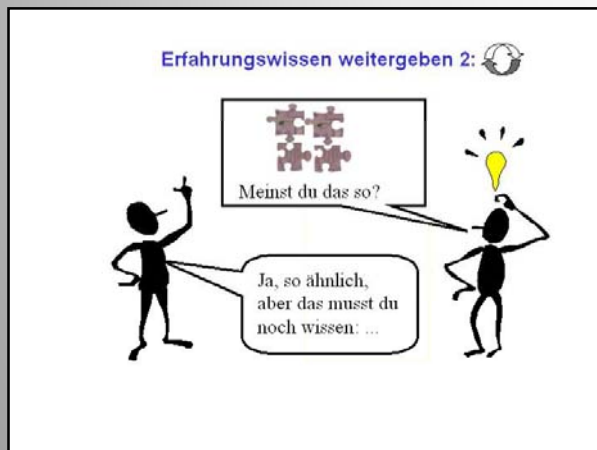 Erfahrungswissen weitergeben 2:
Meinst du das so?
Ja, so ähnlich,
aber das musst du
noch wissen: ...